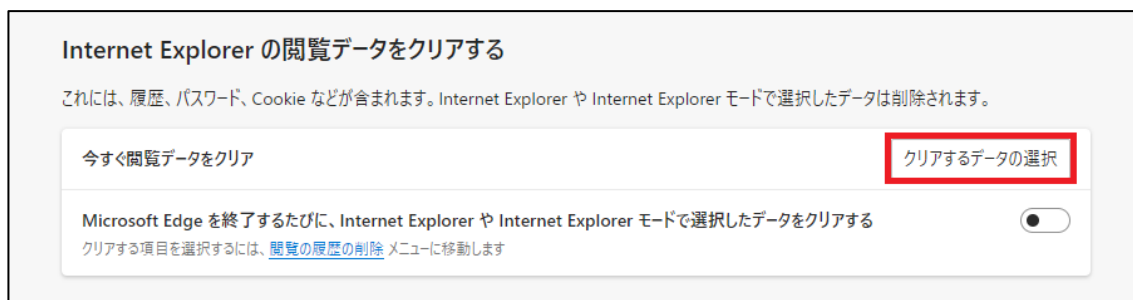 Internet Explorer の閲覧データをクリアする
これには、履歴、パスワード、Cookie などが含まれます。Internet Explorer や Internet Explorer モードで選択したデータは削除されます。
今すぐ閲覧データをクリア
クリアするデータの選択
Microsoft Edge を終了するたびに、Internet Explorer や Internet Explorer モードで選択したデータをクリアする
クリアする項目を選択するには、閲覧の履歴の削除 メニューに移動します